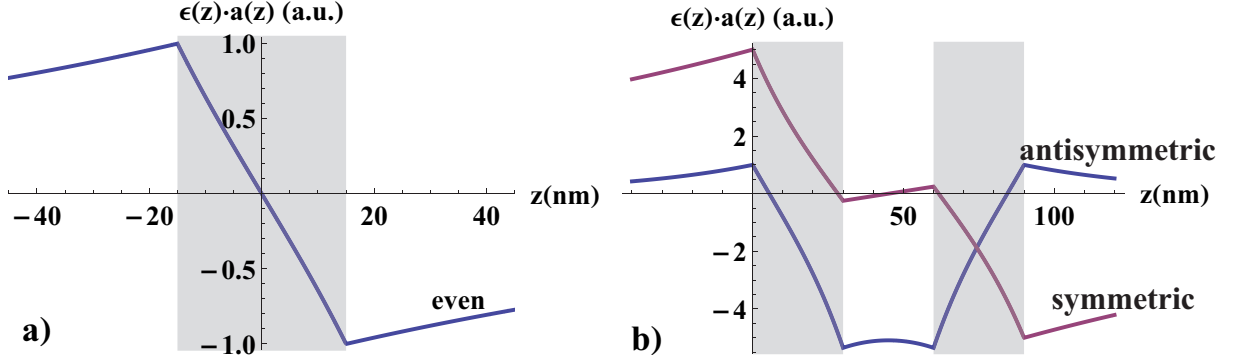 ϵ(z)·a(z) (a.u.)
1.0
0.5
−40
−20
20
40
z(nm)
−0.5
−1.0
even
a)
ϵ(z)·a(z) (a.u.)
4
2
antisymmetric
50
100
z(nm)
−2
−4
symmetric
b)